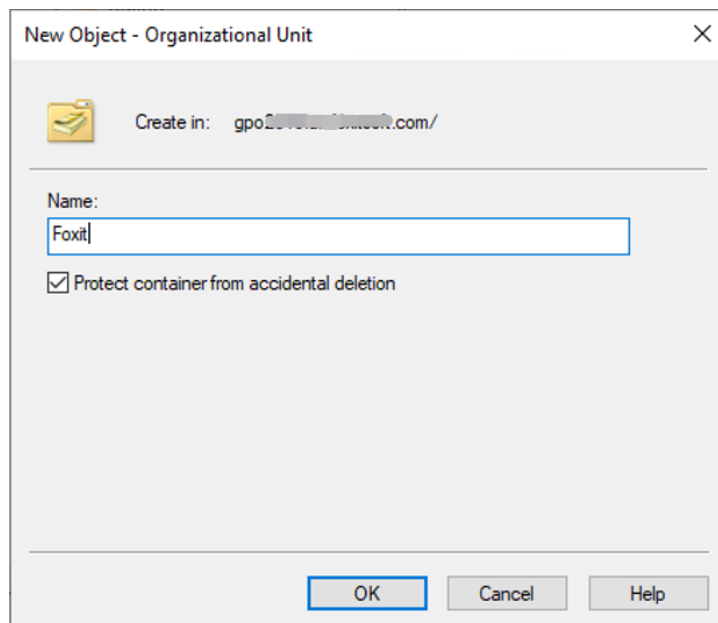 New Object - Organizational Unit
Create in:
Name:
Foxit
Protect container from accidental deletion
OK Cancel Help